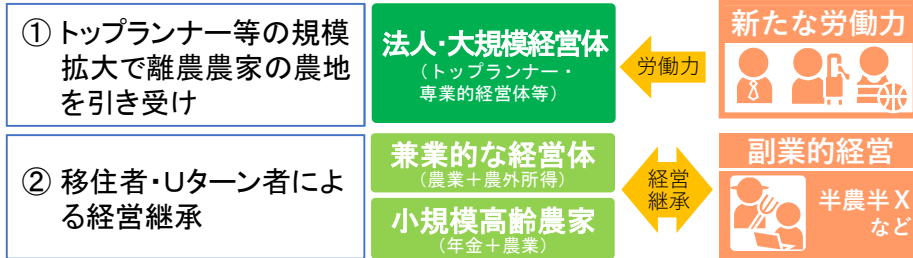 ① トップランナー等の規模
拡大で離農農家の農地
を引き受け
法人・大規模経営体
（トップランナー・
専業的経営体等）
労働力
新たな労働力
② 移住者・Uターン者によ
る経営継承
兼業的な経営体
（農業＋農外所得）
小規模高齢農家
（年金＋農業）
経営
継承
副業的経営
半農半X
など